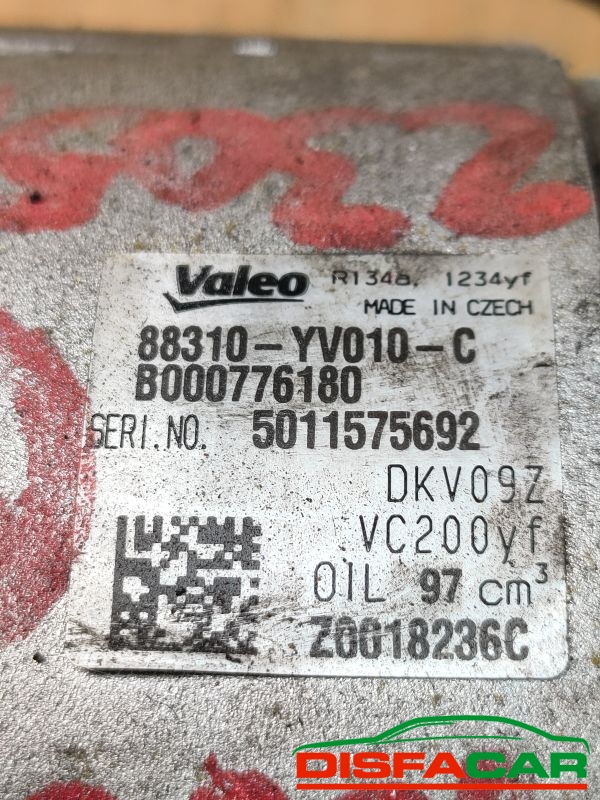 Valeo R134a, 1234yf
MADE IN CZECH
88310-YV010-C
B000776180
SERI.NO. 5011575692
DKV09Z
VC200yf
OIL 97 cm³
Z0018236C
DISFACAR